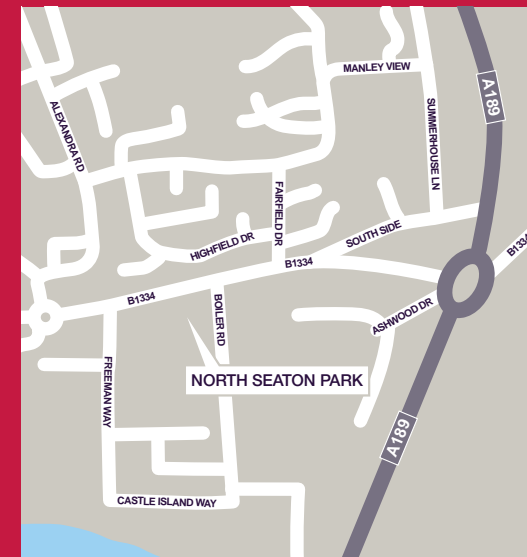 MANLEY VIEW
A189
ALEXANDRA RD
SUMMERHOUSE LN
FAIRFIELD DR
HIGHFIELD DR
SOUTH SIDE
B1334
B1334
B1334
BOILER RD
ASHWOOD DR
FREEMAN WAY
NORTH SEATON PARK
A189
CASTLE ISLAND WAY